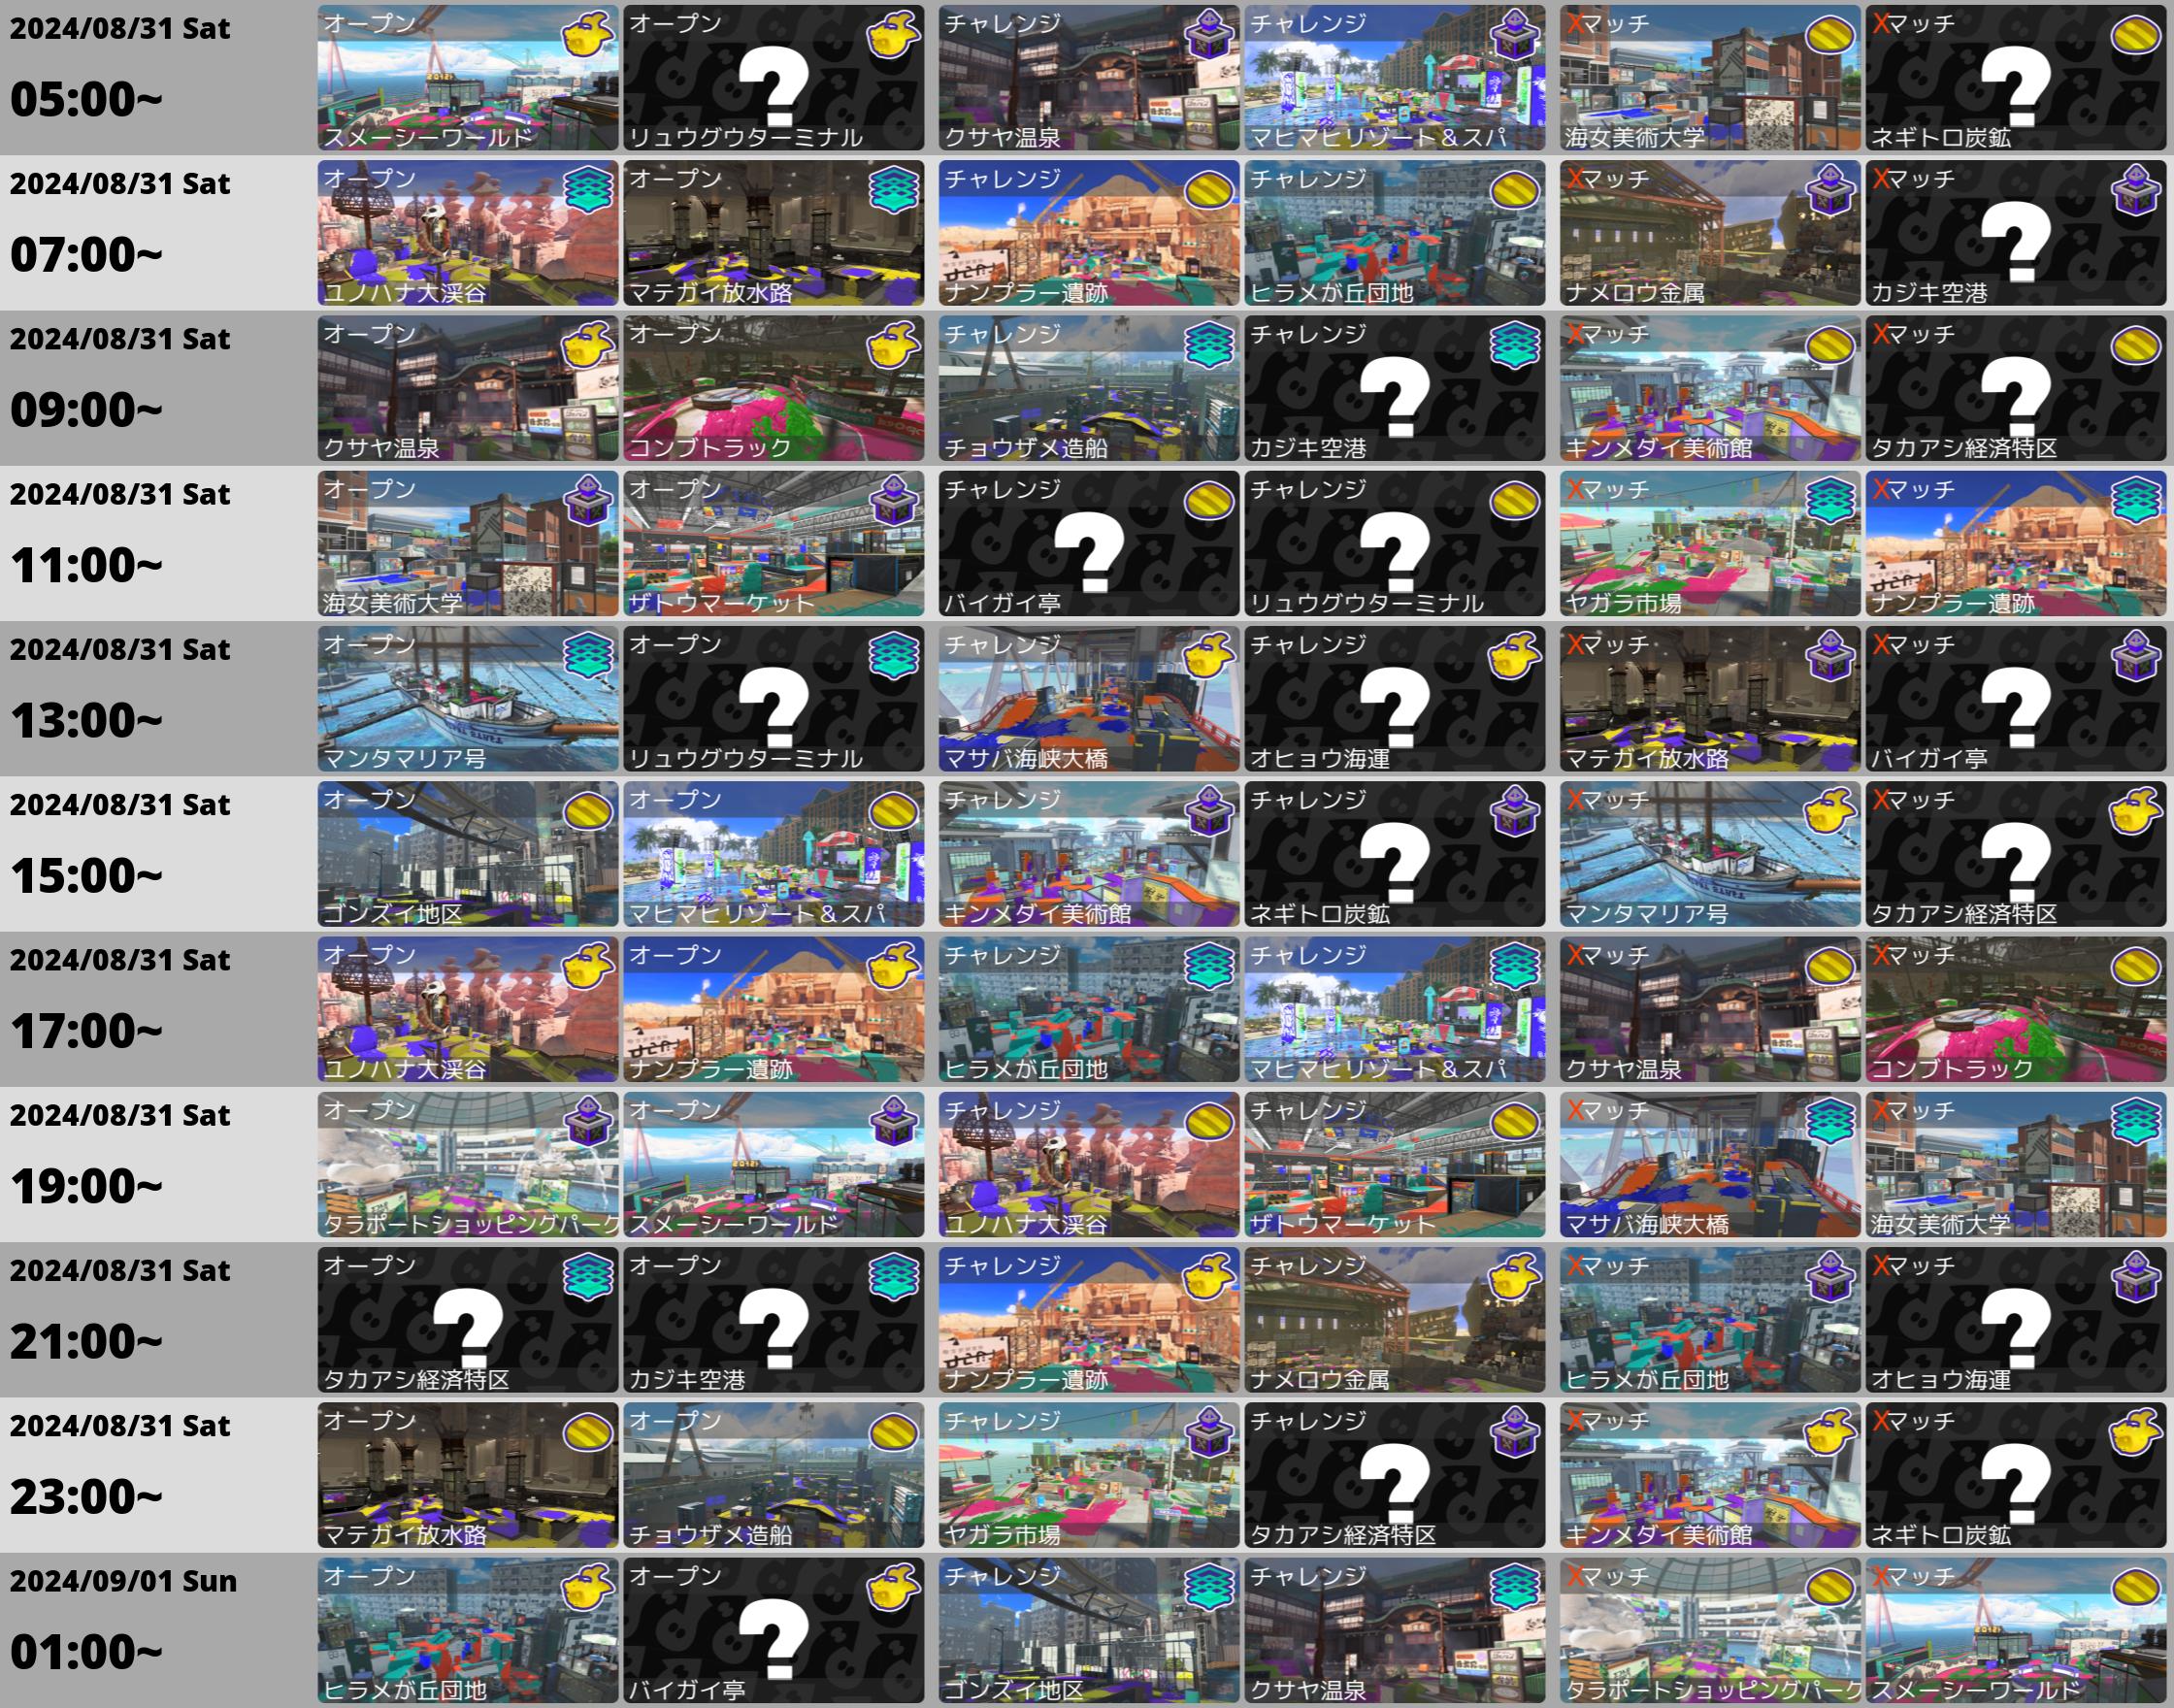 2024/08/31 Sat
05:00~
オープン
スメーシーワールド
オープン
リュウグウターミナル
チャレンジ
クサヤ温泉
チャレンジ
マヒマヒリゾート＆スパ
Xマッチ
海女美術大学
Xマッチ
ネギトロ炭鉱
2024/08/31 Sat
07:00~
オープン
ユノハナ大渓谷
オープン
マテガイ放水路
チャレンジ
ナンプラー遺跡
チャレンジ
ヒラメが丘団地
Xマッチ
ナメロウ金属
Xマッチ
カジキ空港
2024/08/31 Sat
09:00~
オープン
クサヤ温泉
オープン
コンブトラック
チャレンジ
チョウザメ造船
チャレンジ
カジキ空港
Xマッチ
キンメダイ美術館
Xマッチ
タカアシ経済特区
2024/08/31 Sat
11:00~
オープン
海女美術大学
オープン
ザトウマーケット
チャレンジ
バイガイ亭
チャレンジ
リュウグウターミナル
Xマッチ
ヤガラ市場
Xマッチ
ナンプラー遺跡
2024/08/31 Sat
13:00~
オープン
マンタマリア号
オープン
リュウグウターミナル
チャレンジ
マサバ海峡大橋
チャレンジ
オヒョウ海運
Xマッチ
マテガイ放水路
Xマッチ
バイガイ亭
2024/08/31 Sat
15:00~
オープン
ゴンズイ地区
オープン
マヒマヒリゾート＆スパ
チャレンジ
キンメダイ美術館
チャレンジ
ネギトロ炭鉱
Xマッチ
マンタマリア号
Xマッチ
タカアシ経済特区
2024/08/31 Sat
17:00~
オープン
ユノハナ大渓谷
オープン
ナンプラー遺跡
チャレンジ
ヒラメが丘団地
チャレンジ
マヒマヒリゾート＆スパ
Xマッチ
クサヤ温泉
Xマッチ
コンブトラック
2024/08/31 Sat
19:00~
オープン
タラポートショッピングパーク
オープン
スメーシーワールド
チャレンジ
ユノハナ大渓谷
チャレンジ
ザトウマーケット
Xマッチ
マサバ海峡大橋
Xマッチ
海女美術大学
2024/08/31 Sat
21:00~
オープン
タカアシ経済特区
オープン
カジキ空港
チャレンジ
ナンプラー遺跡
チャレンジ
ナメロウ金属
Xマッチ
ヒラメが丘団地
Xマッチ
オヒョウ海運
2024/08/31 Sat
23:00~
オープン
マテガイ放水路
オープン
チョウザメ造船
チャレンジ
ヤガラ市場
チャレンジ
タカアシ経済特区
Xマッチ
キンメダイ美術館
Xマッチ
ネギトロ炭鉱
2024/09/01 Sun
01:00~
オープン
ヒラメが丘団地
オープン
バイガイ亭
チャレンジ
ゴンズイ地区
チャレンジ
クサヤ温泉
Xマッチ
タラポートショッピングパーク
Xマッチ
スメーシーワールド